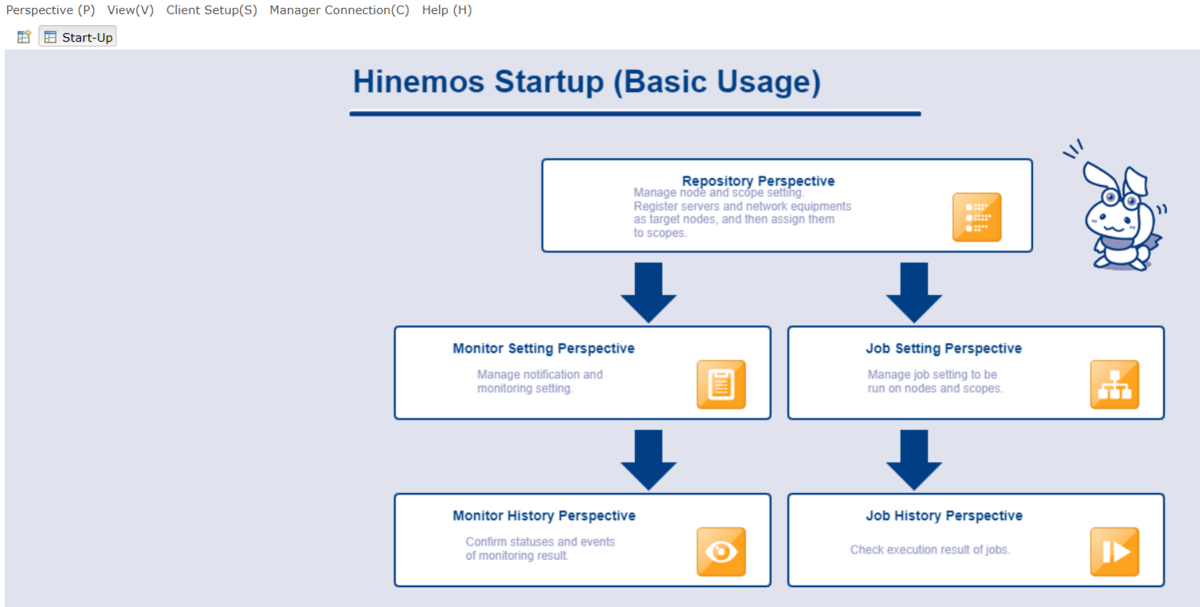 Perspective (P) View(V) Client Setup(S) Manager Connection(C) Help (H)
Start-Up
Hinemos Startup (Basic Usage)
Repository Perspective
Manage node and scope setting.
Register servers and network equipments
as target nodes, and then assign them
to scopes.
Monitor Setting Perspective
Manage notification and
monitoring setting.
Job Setting Perspective
Manage job setting to be
run on nodes and scopes.
Monitor History Perspective
Confirm statuses and events
of monitoring result.
Job History Perspective
Check execution result of jobs.